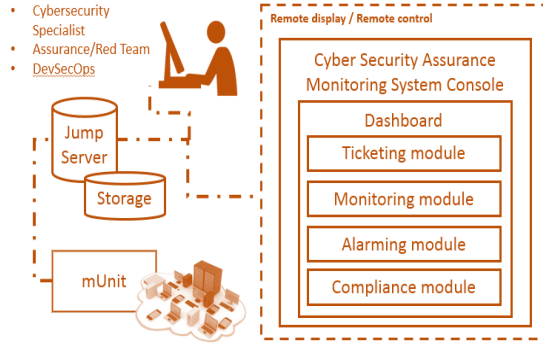 • Cybersecurity
Specialist
• Assurance/Red Team
• DevSecOps
Jump
Server
Storage
mUnit
Remote display / Remote control
Cyber Security Assurance
Monitoring System Console
Dashboard
Ticketing module
Monitoring module
Alarming module
Compliance module